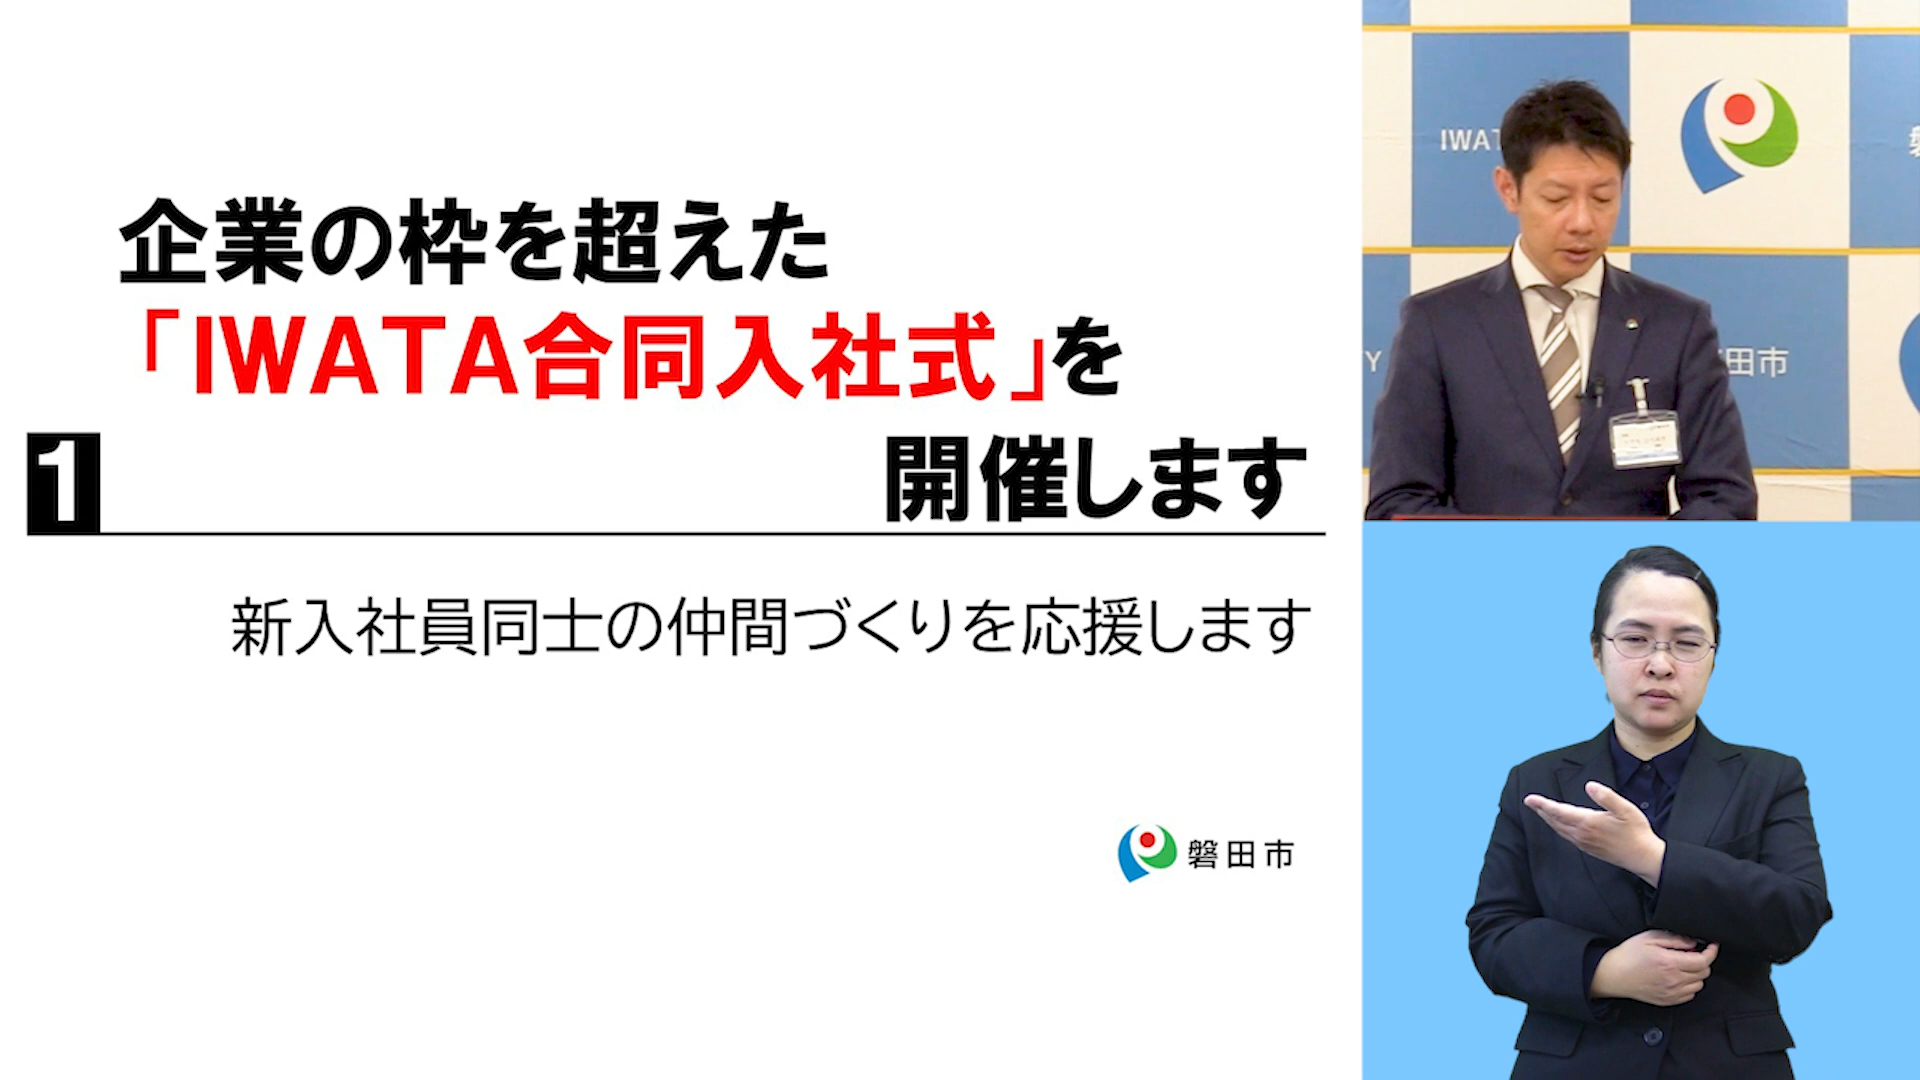 企業の枠を超えた
「IWATA合同入社式」を
1
開催します
新入社員同士の仲間づくりを応援します
磐田市
IWAT
Y
田市